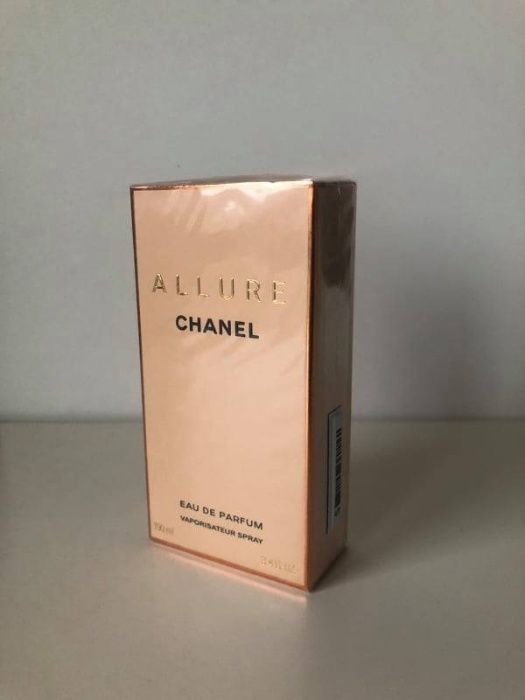 ALLURE
CHANEL
EAU DE PARFUM
VAPORISATEUR SPRAY